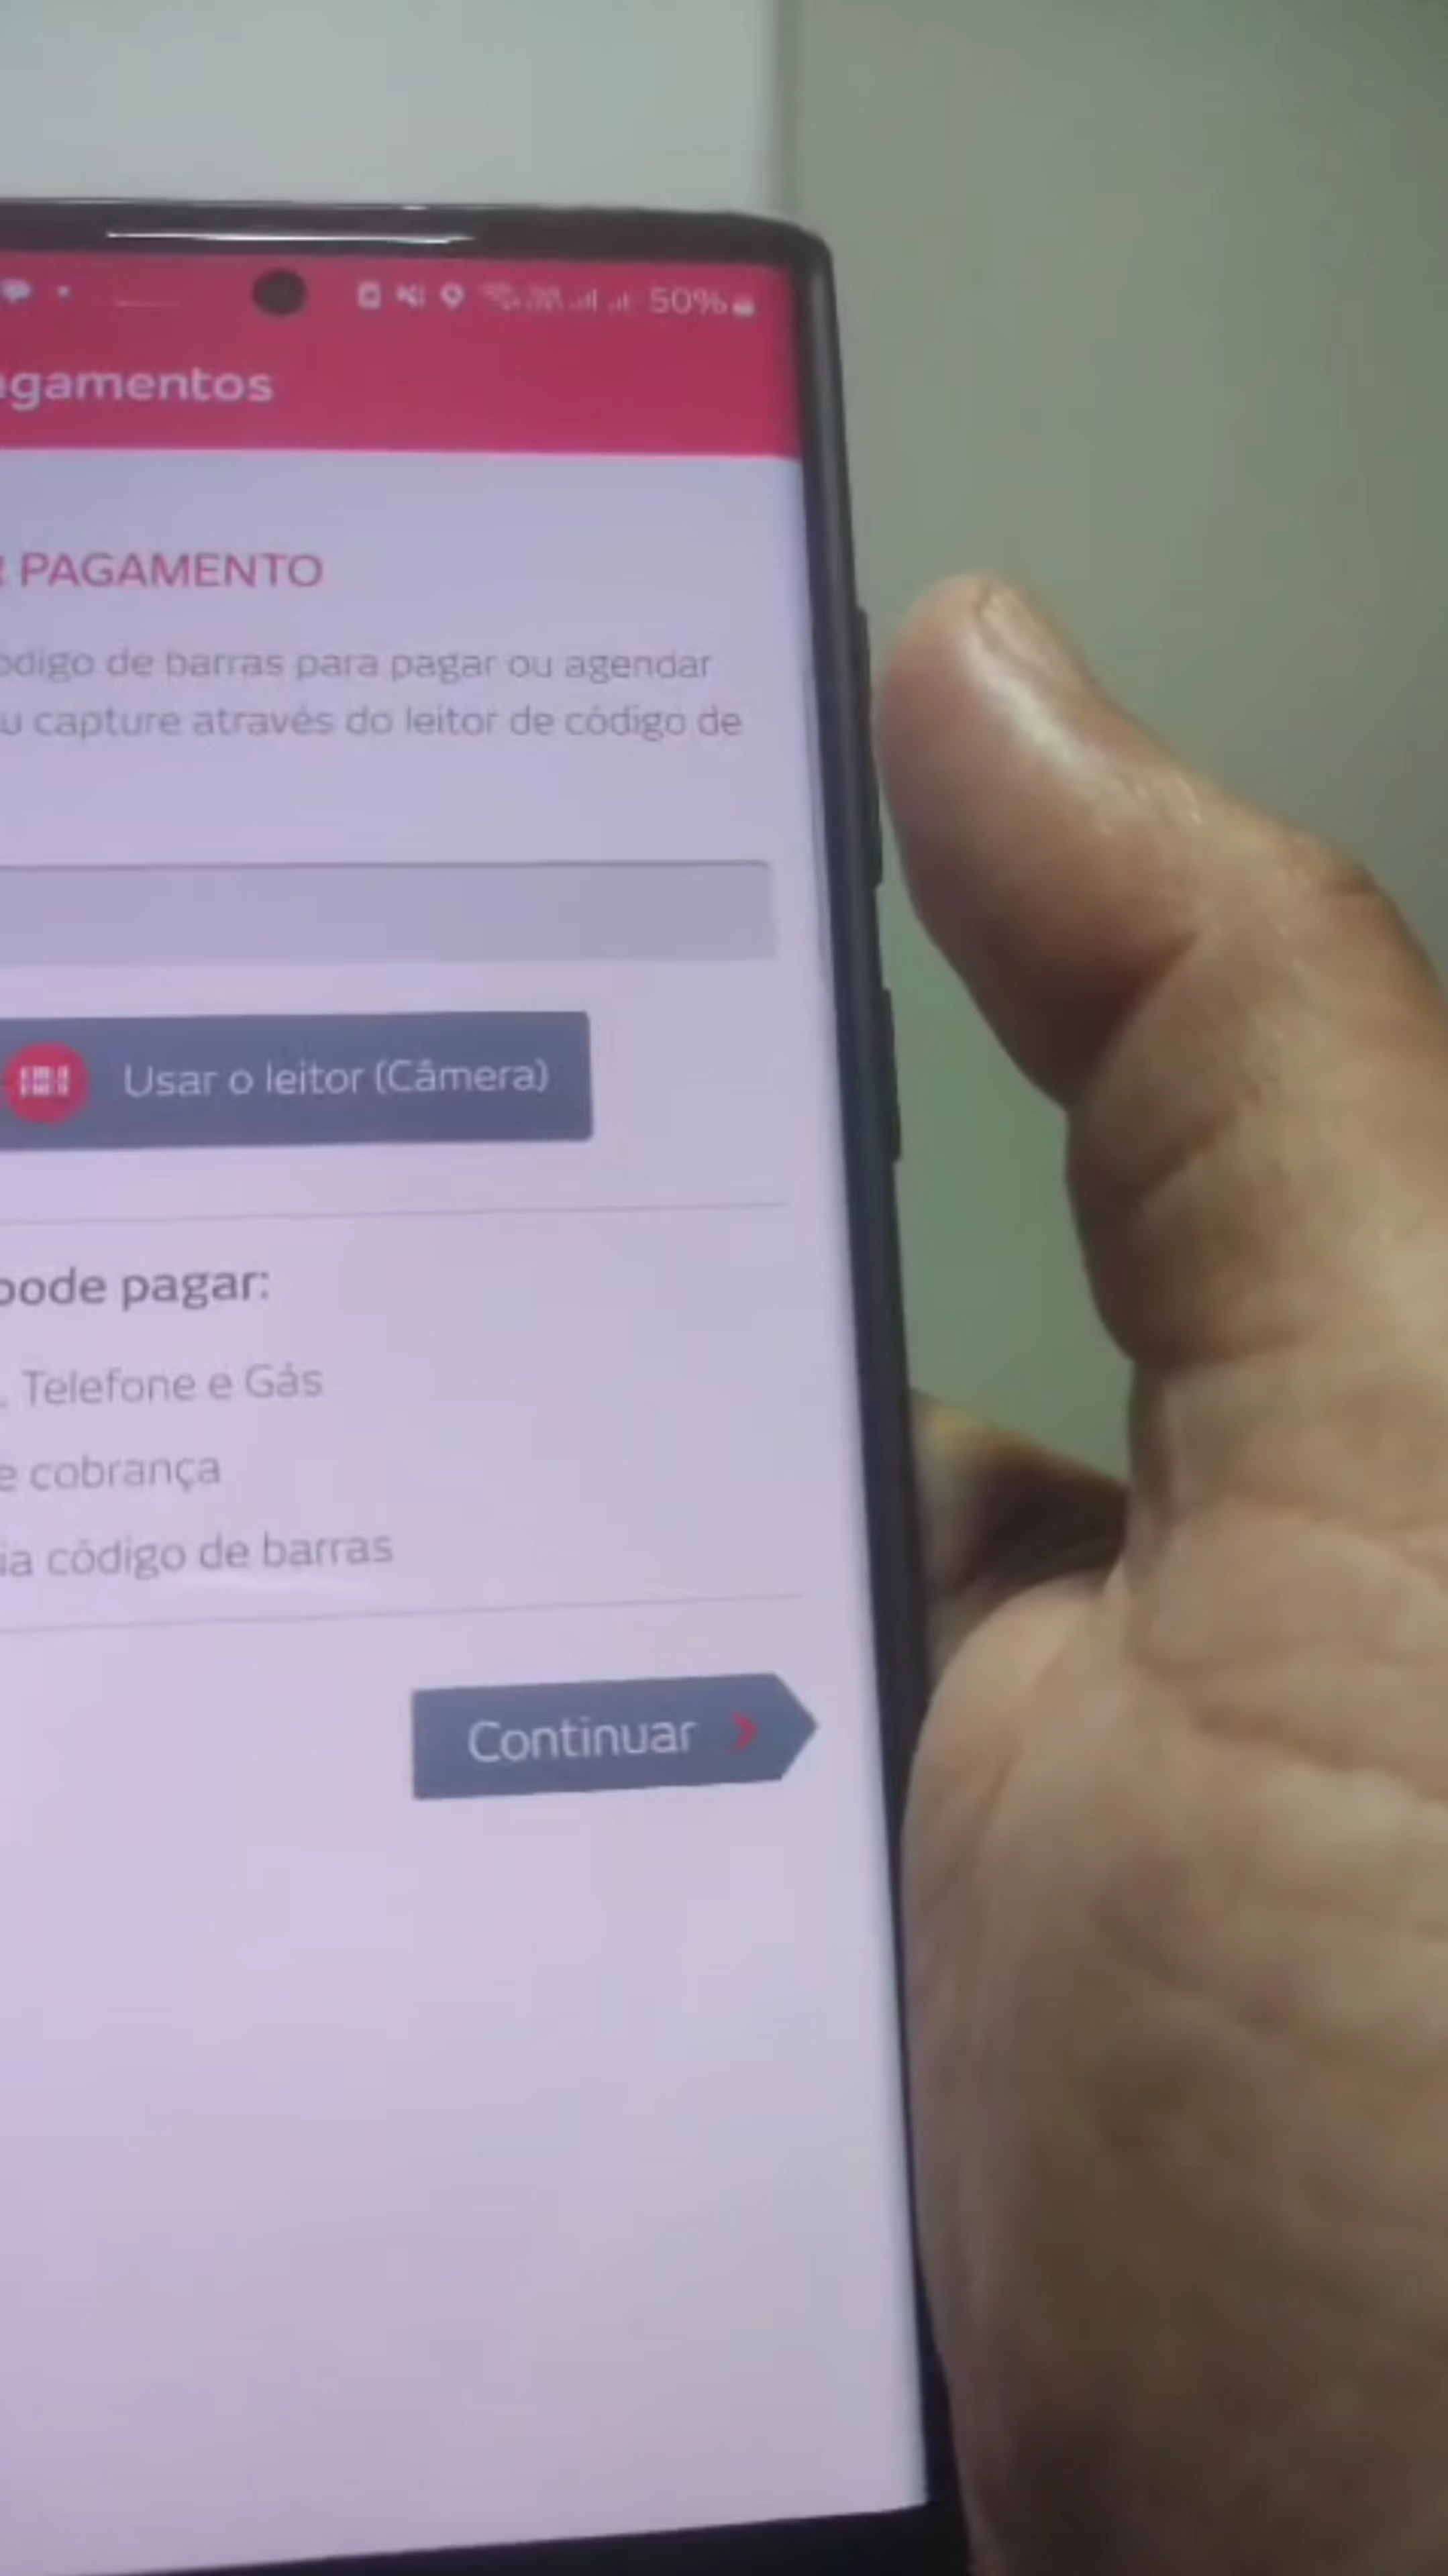 50%
agamentos
R PAGAMENTO
ódigo de barras para pagar ou agendar
u capture através do leitor de código de
Usar o leitor (Câmera)
pode pagar:
, Telefone e Gás
e cobrança
ia código de barras
Continuar